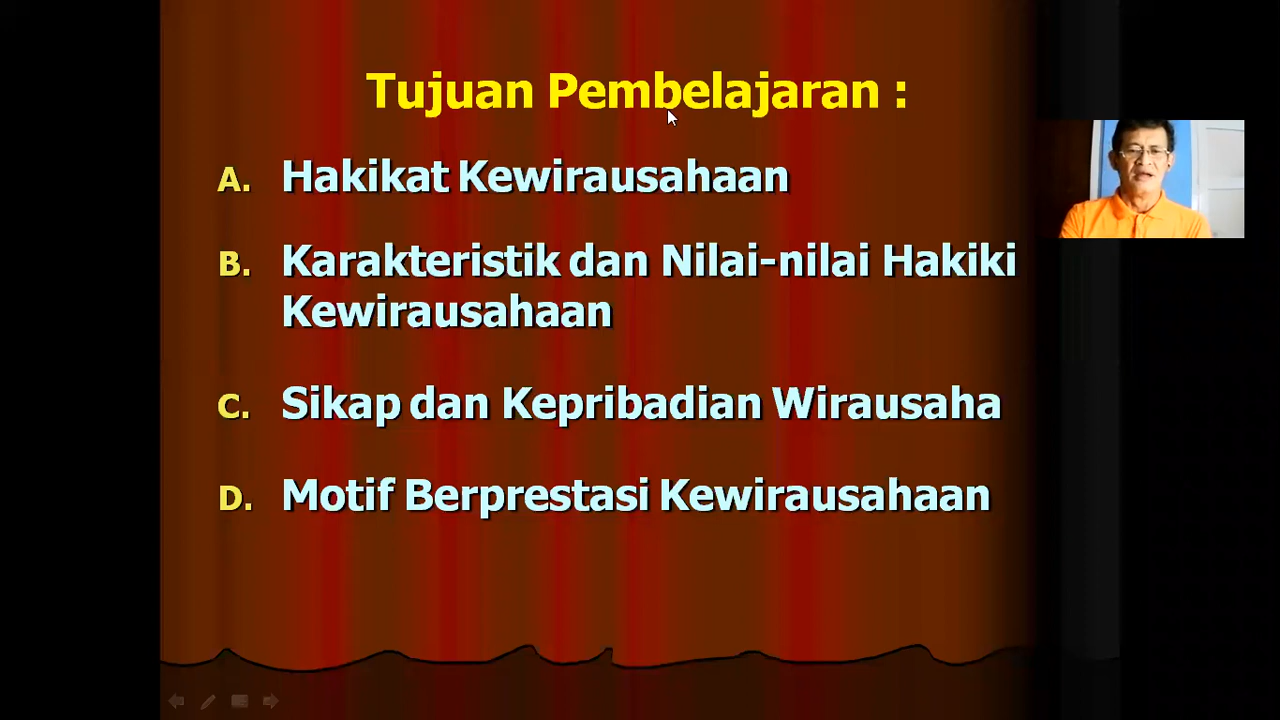 Tujuan Pembelajaran :
A. Hakikat Kewirausahaan
B. Karakteristik dan Nilai-nilai Hakiki
Kewirausahaan
C. Sikap dan Kepribadian Wirausaha
D. Motif Berprestasi Kewirausahaan